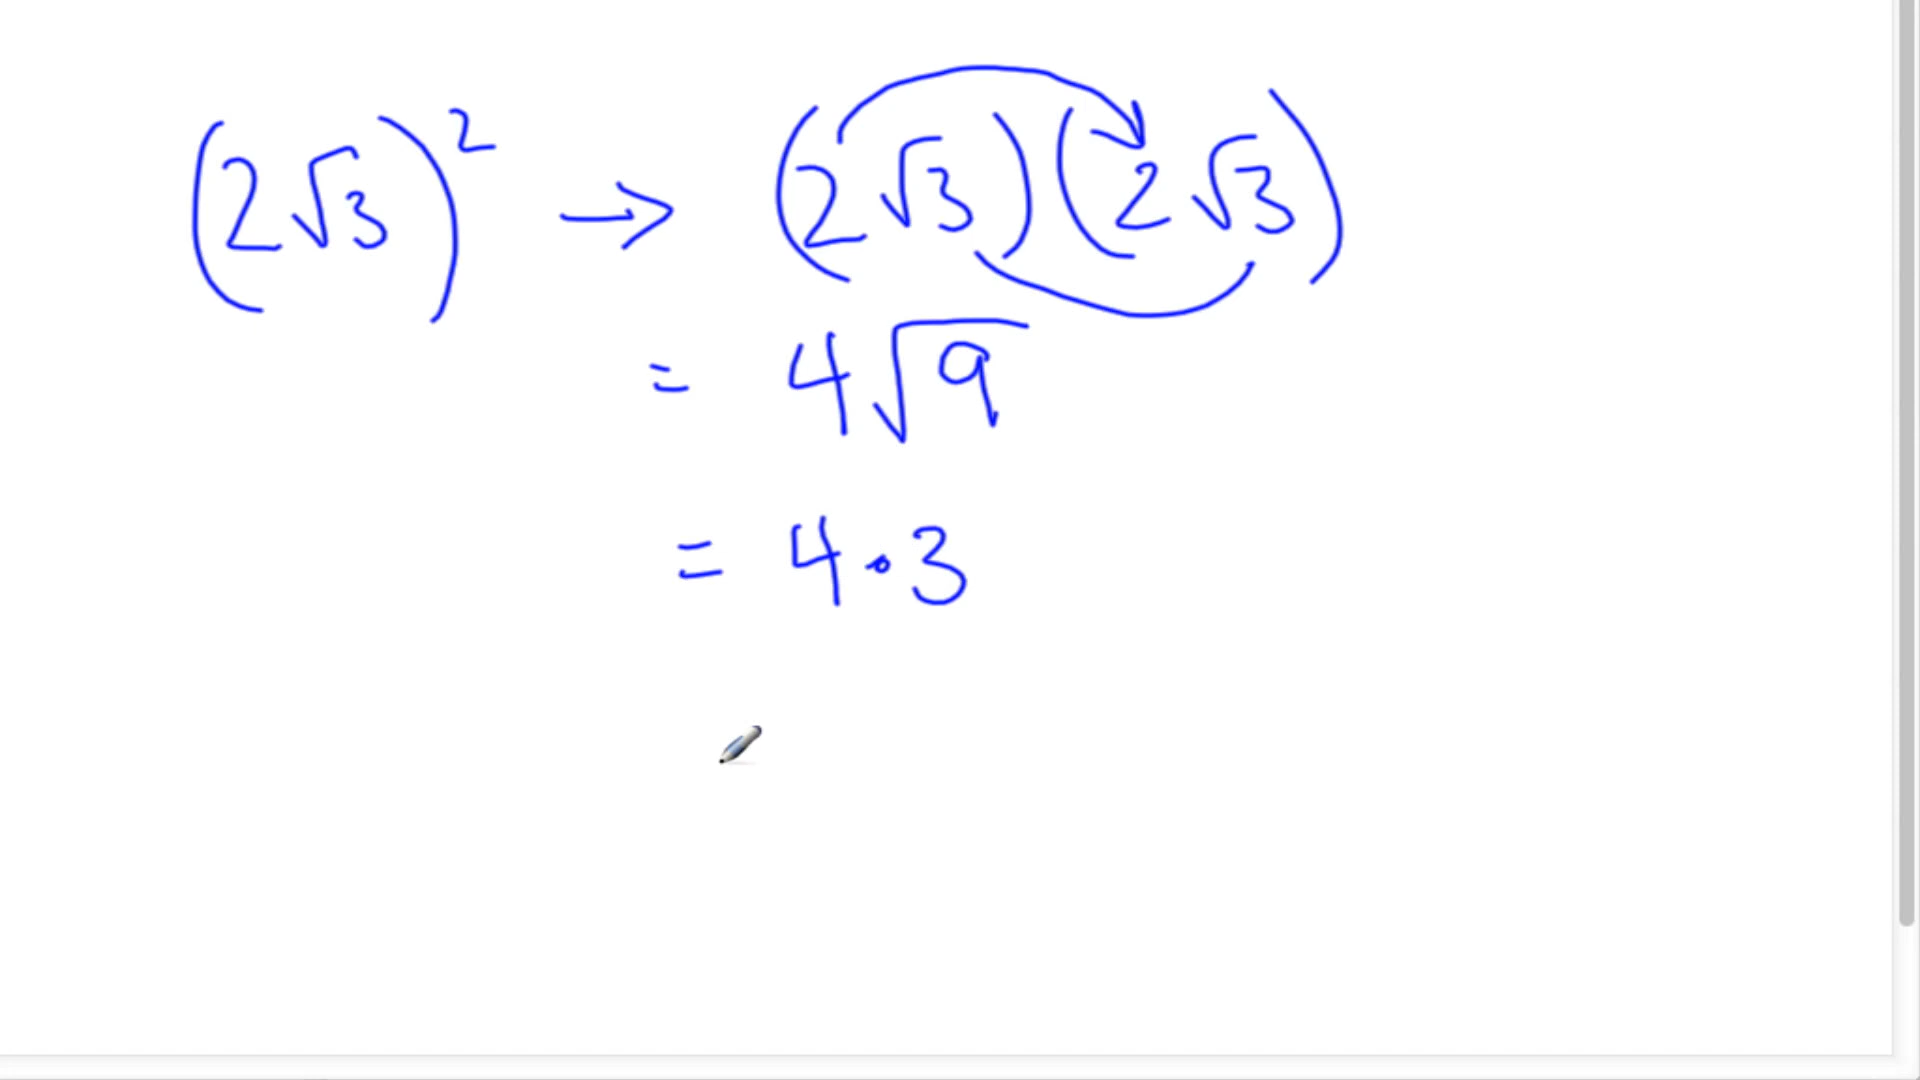 (2√3)² → (2√3)(2√3)
= 4√9
= 4·3